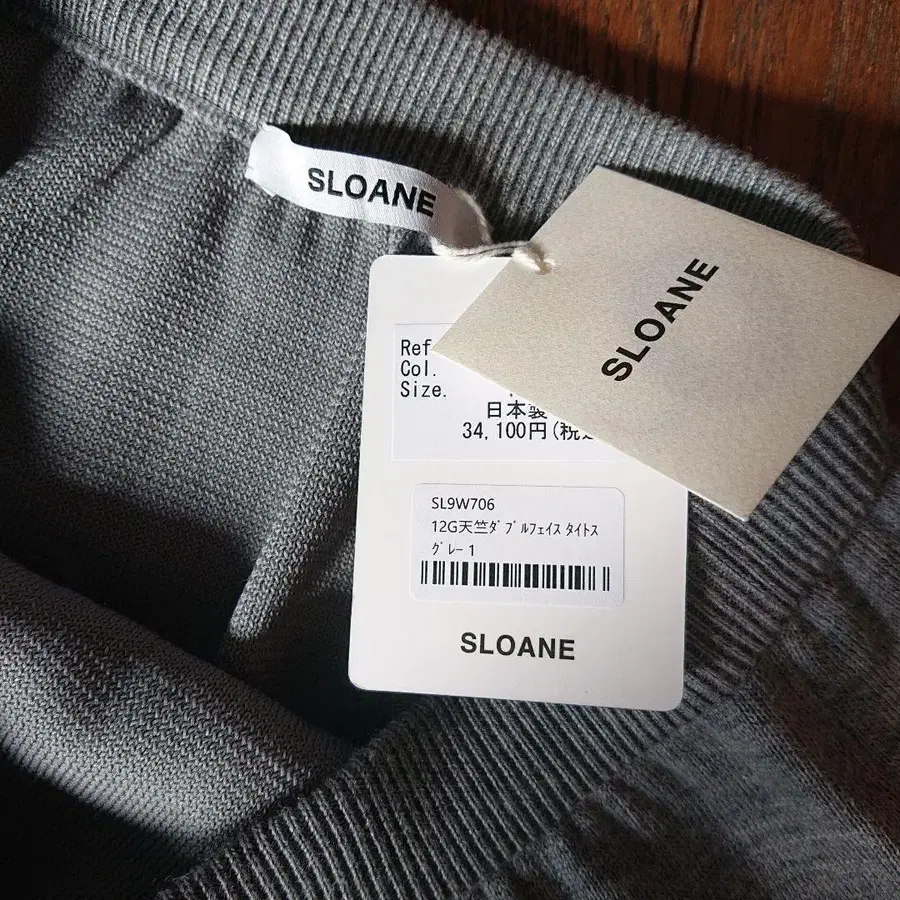 SLOANE
SLOANE
Ref
Col.
Size.
日本製
34,100円(税
SL9W706
12G天竺ﾀﾞﾌﾞﾙﾌｪｲｽ ﾀｲﾄｽ
ｸﾞﾚｰ 1
SLOANE